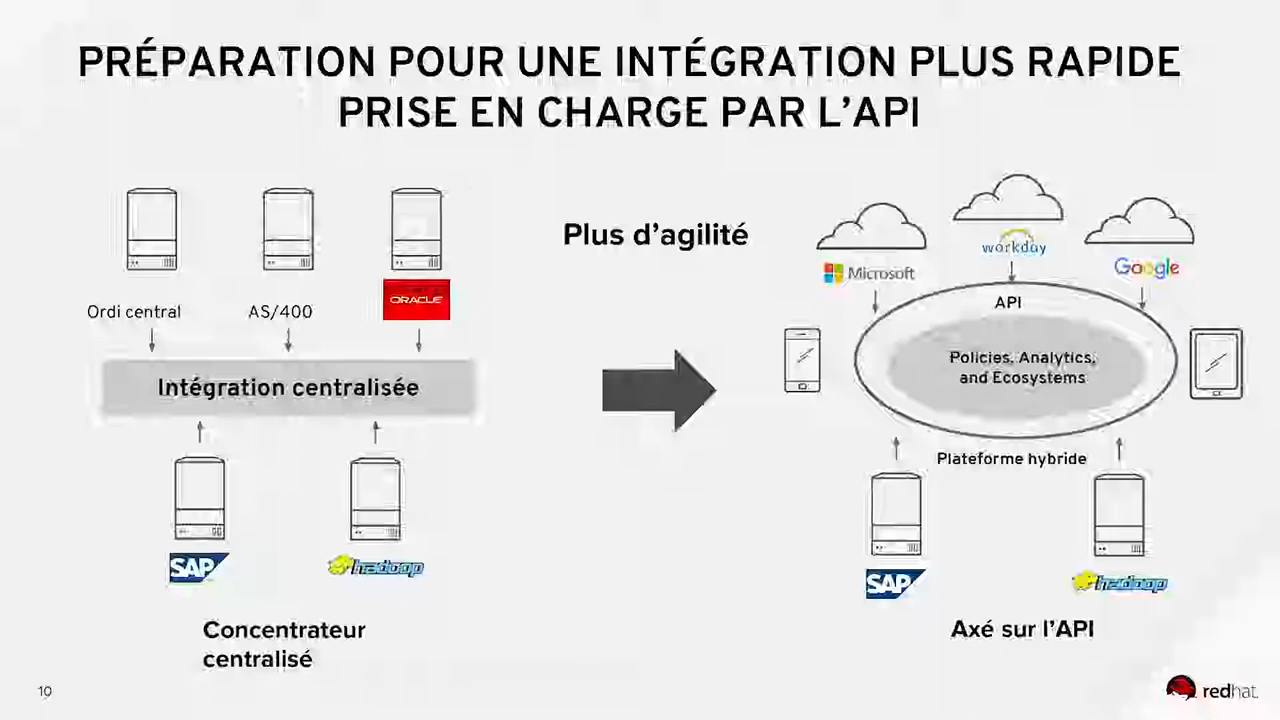 PRÉPARATION POUR UNE INTÉGRATION PLUS RAPIDE
PRISE EN CHARGE PAR L’API
Ordi central
AS/400
ORACLE
Intégration centralisée
SAP
hadoop
Concentrateur
centralisé
Plus d’agilité
Microsoft
workday
Google
API
Policies, Analytics,
and Ecosystems
Plateforme hybride
SAP
hadoop
Axé sur l’API
10
redhat.